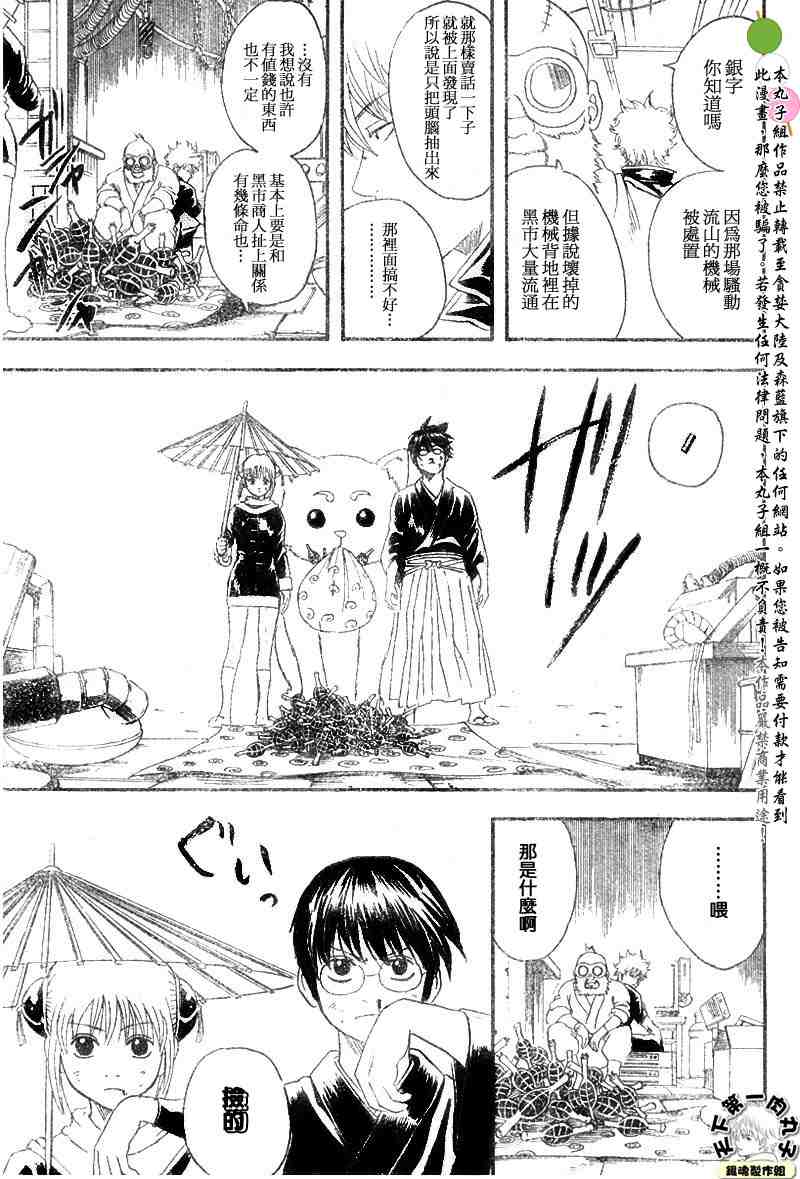 銀字
你知道嗎
因為那場騷動
流山的機械
被處置
但據說壞掉的
機械背地裡在
黑市大量流通
就那樣賣話一下子
就被上面發現了
所以說是只把頭腦抽出來
那裡面搞不好…
………
…沒有
我想說也許
有值錢的東西
也不一定
基本上要是和
黑市商人扯上關係
有幾條命也…
!!
………喂
那是什麼啊
ぐいっ
撿的
本丸子組作品禁止轉載至貪婪大陸及森藍旗下的任何網站。如果您被告知需要付款才能看到
此漫畫！那麼您被騙了。若發生任何法律問題，本丸子組一概不負責！本作品嚴禁商業用途！
天下第一肉丸子
銀魂製作組